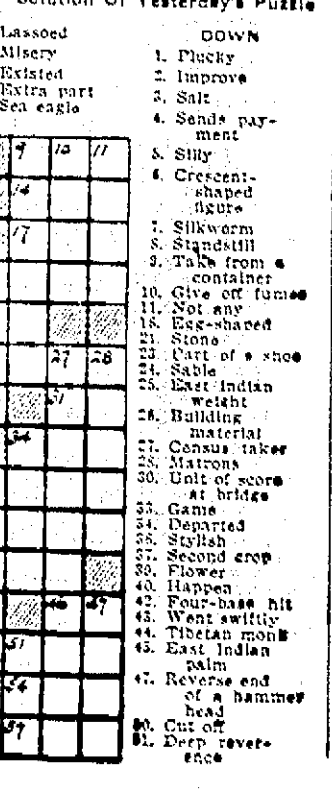 Solution Of Yesterday's Puzzle
Lassoed
Misery
Existed
Extra part
Sea eagle
DOWN
1. Plucky
2. Improve
3. Salt
4. Sends pay-
ment
5. Silly
6. Crescent-
shaped
figure
7. Silkworm
8. Standstill
9. Take from a
container
10. Give off fumes
11. Not any
16. Egg-shaped
21. Stone
23. Part of a shoe
24. Sable
25. East Indian
weight
26. Building
material
27. Census taker
28. Matrons
30. Unit of score
at bridge
33. Game
34. Departed
36. Stylish
37. Second crop
39. Flower
40. Happen
42. Four-base hit
43. Went swiftly
44. Tibetan monk
45. East Indian
palm
47. Reverse end
of a hammer
head
50. Cut off
51. Deep rever-
ence
9 10 11
14
17
27 28
31
34
46 47
51
54
57